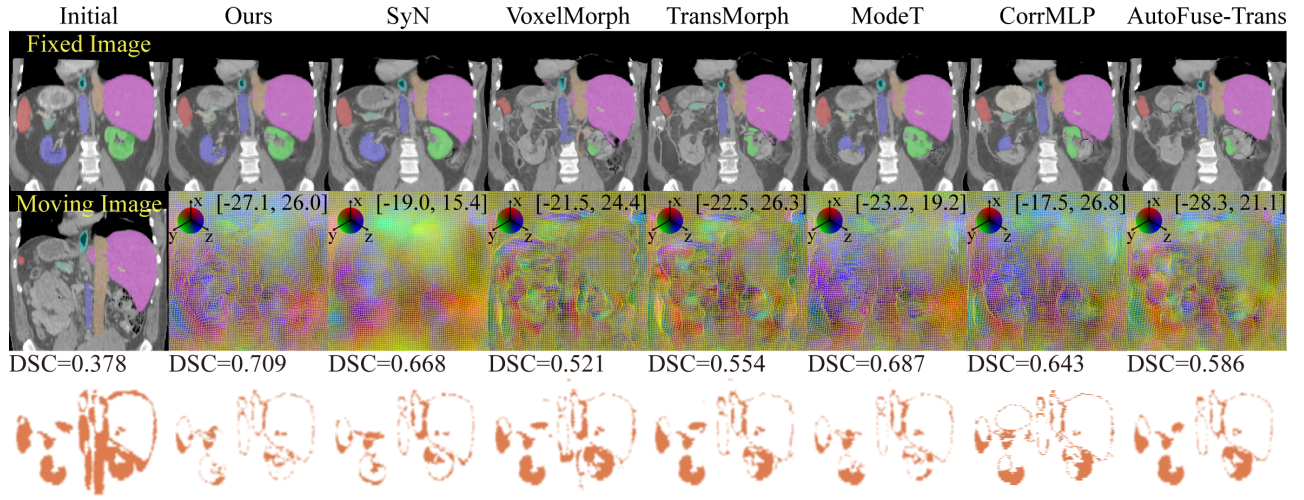 Initial Ours SyN VoxelMorph TransMorph ModeT CorrMLP AutoFuse-Trans
Fixed Image
Moving Image
x y z [-27.1, 26.0] x y z [-19.0, 15.4] x y z [-21.5, 24.4] x y z [-22.5, 26.3] x y z [-23.2, 19.2] x y z [-17.5, 26.8] x y z [-28.3, 21.1]
DSC=0.378 DSC=0.709 DSC=0.668 DSC=0.521 DSC=0.554 DSC=0.687 DSC=0.643 DSC=0.586